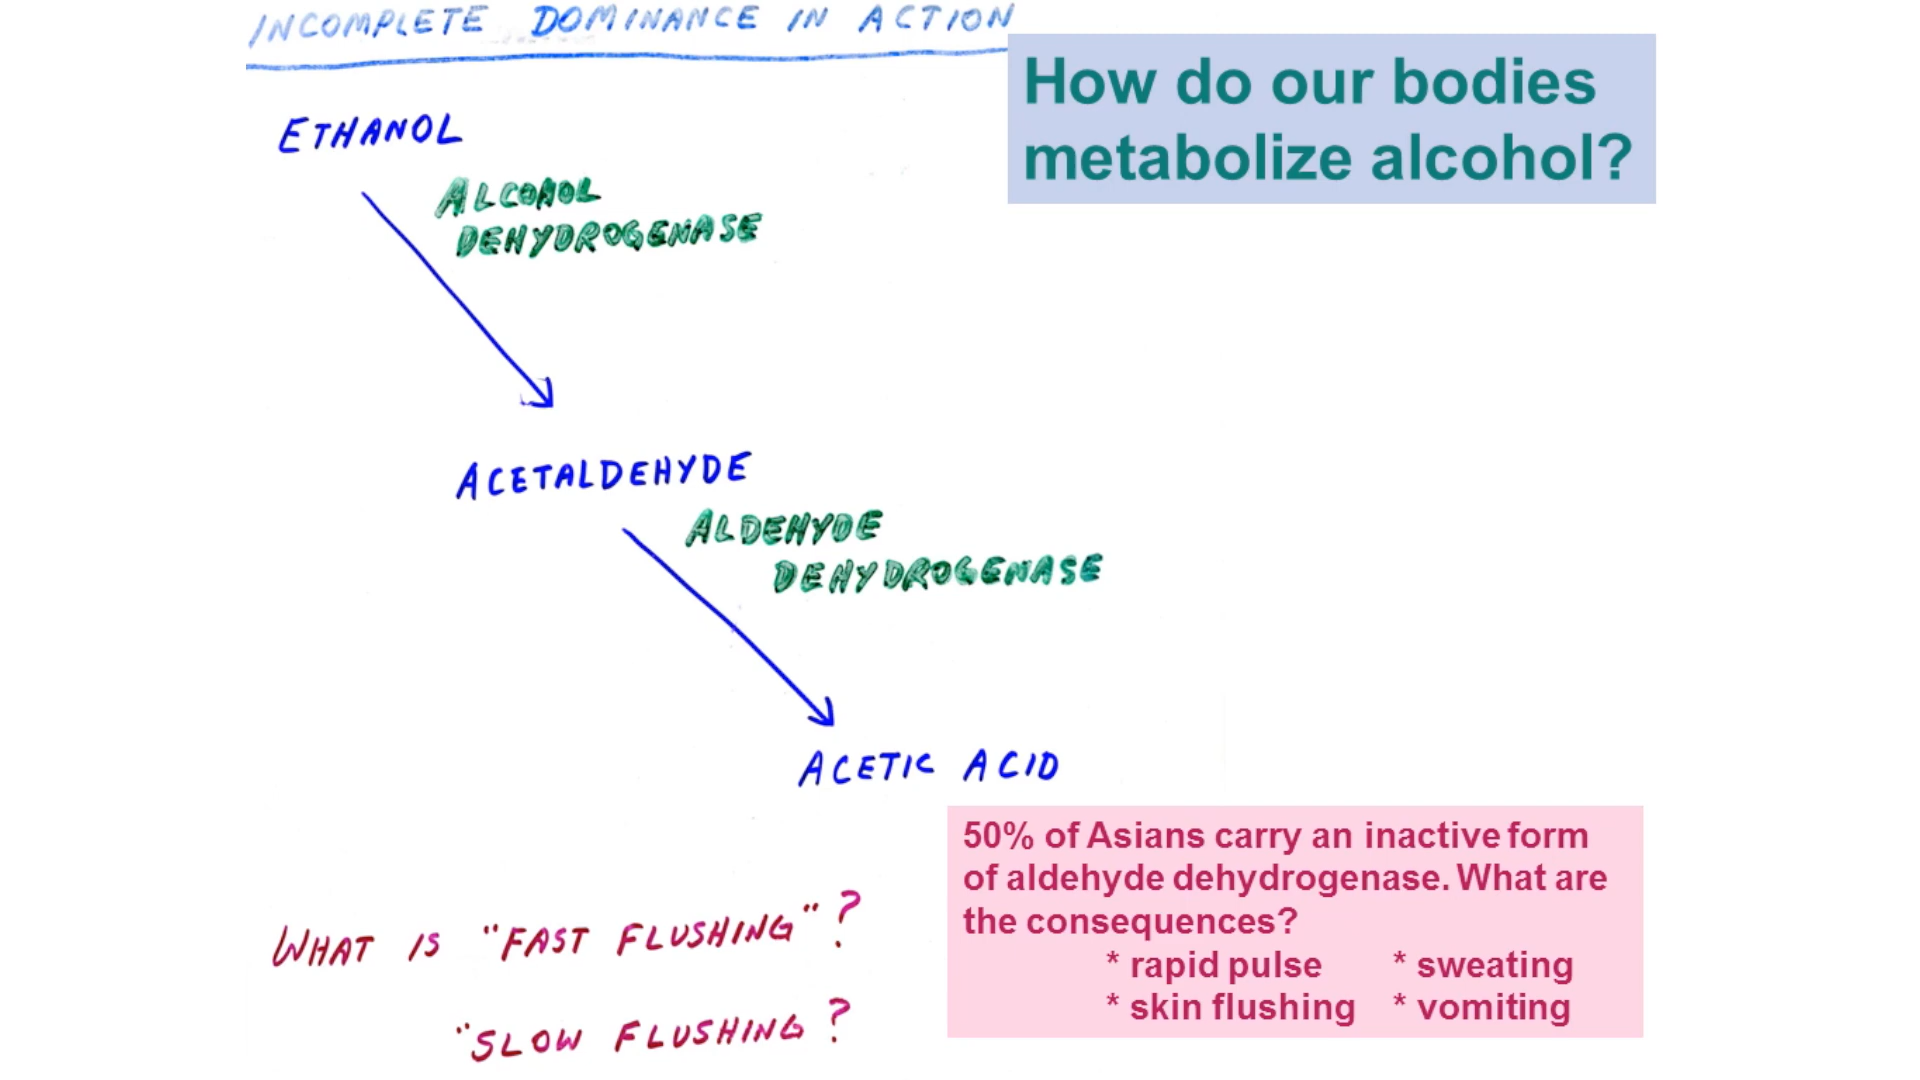 INCOMPLETE DOMINANCE IN ACTION
How do our bodies
metabolize alcohol?
ETHANOL
ALCOHOL
DEHYDROGENASE
ACETALDEHYDE
ALDEHYDE
DEHYDROGENASE
ACETIC ACID
50% of Asians carry an inactive form
of aldehyde dehydrogenase. What are
the consequences?
* rapid pulse * sweating
* skin flushing * vomiting
WHAT IS "FAST FLUSHING"?
"SLOW FLUSHING?